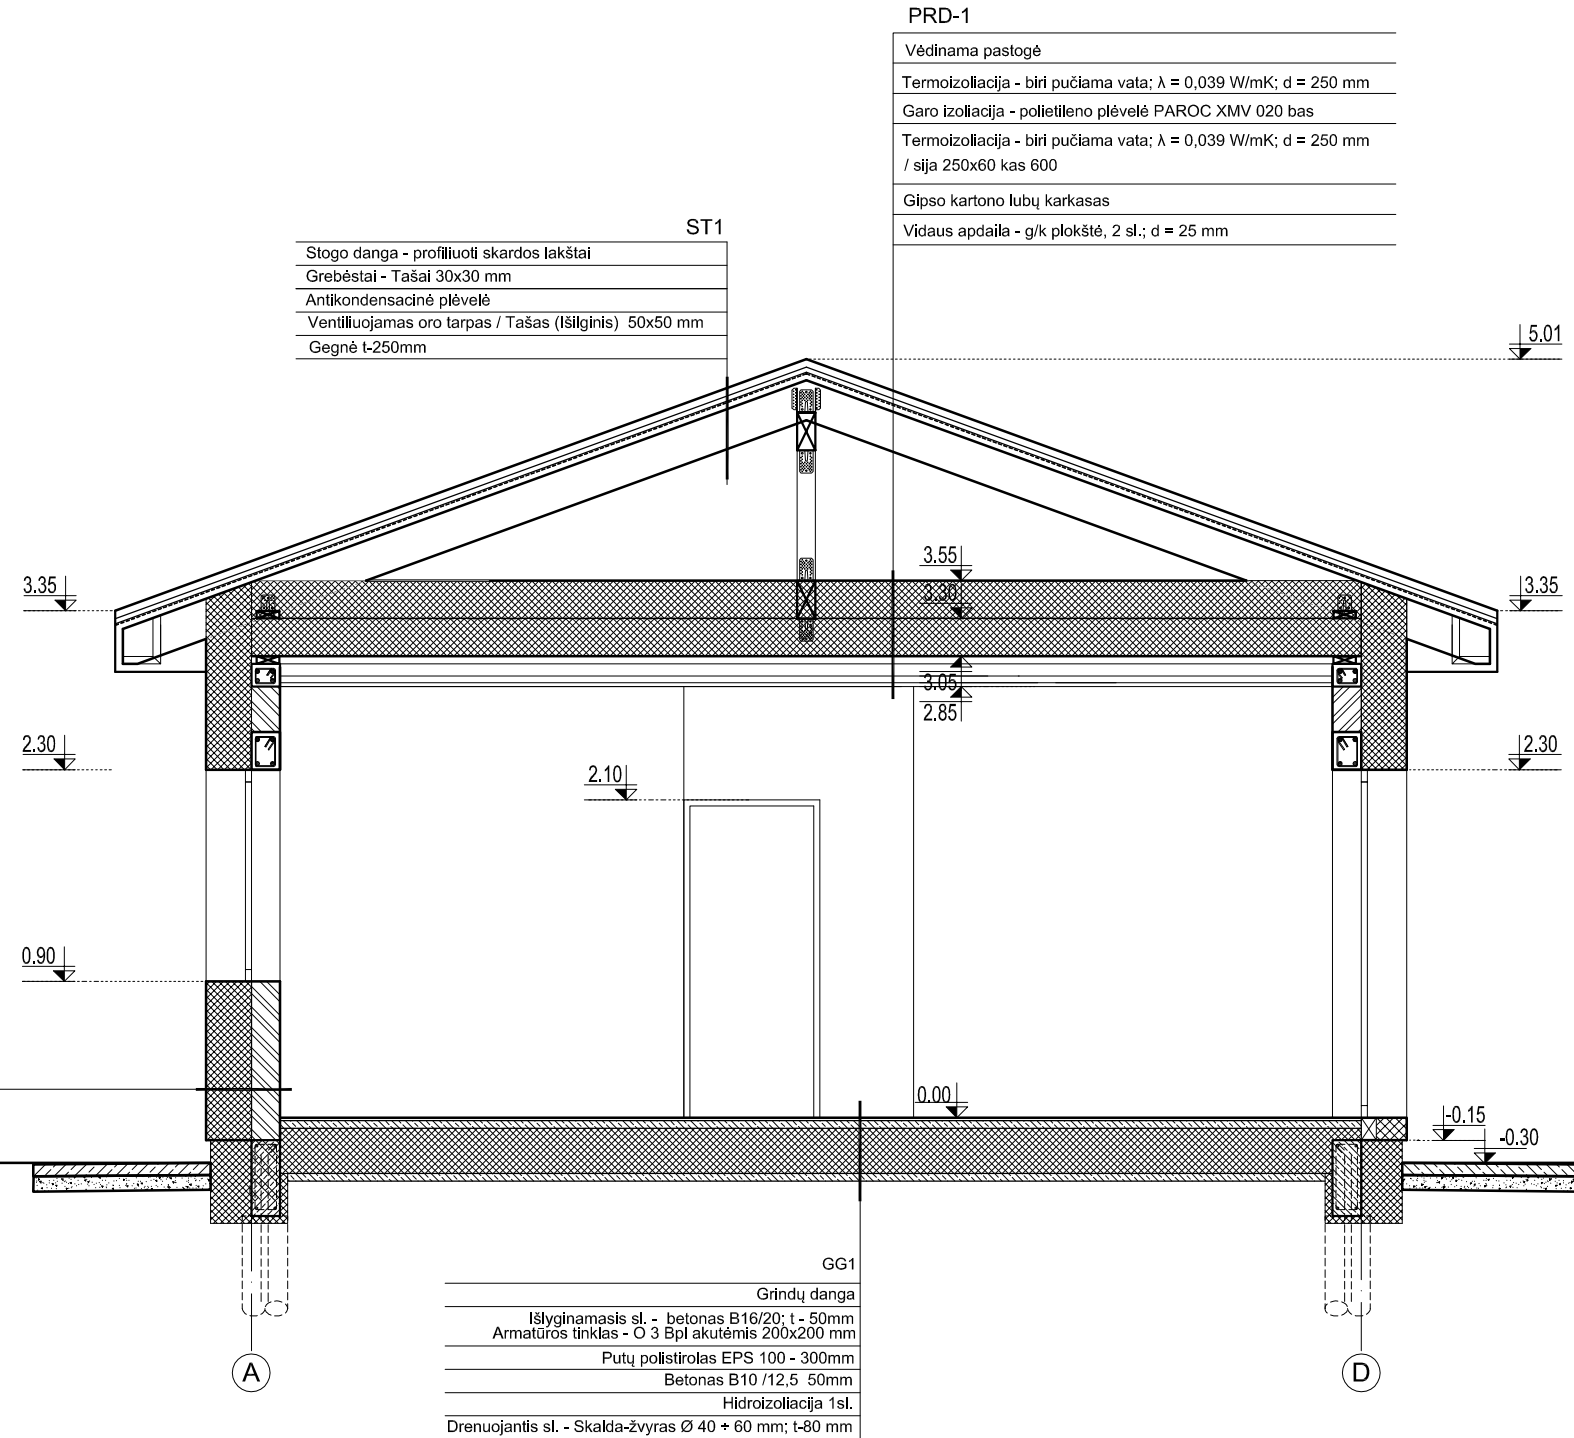 PRD-1
Vėdinama pastogė
Termoizoliacija - biri pučiama vata; λ = 0,039 W/mK; d = 250 mm
Garo izoliacija - polietileno plėvelė PAROC XMV 020 bas
Termoizoliacija - biri pučiama vata; λ = 0,039 W/mK; d = 250 mm
/ sija 250x60 kas 600
Gipso kartono lubų karkasas
Vidaus apdaila - g/k plokštė, 2 sl.; d = 25 mm
ST1
Stogo danga - profiliuoti skardos lakštai
Grebėstai - Tašai 30x30 mm
Antikondensacinė plėvelė
Ventiliuojamas oro tarpas / Tašas (Išilginis) 50x50 mm
Gegnė t-250mm
5.01
3.55
3.35
3.30
3.35
3.05
2.85
2.30
2.30
2.10
0.90
0.00
-0.15
-0.30
GG1
Grindų danga
Išlyginamasis sl. - betonas B16/20; t - 50mm
Armatūros tinklas - O 3 Bpl akutėmis 200x200 mm
Putų polistirolas EPS 100 - 300mm
Betonas B10 /12,5 50mm
Hidroizoliacija 1sl.
Drenuojantis sl. - Skalda-žvyras Ø 40 ÷ 60 mm; t-80 mm
A
D